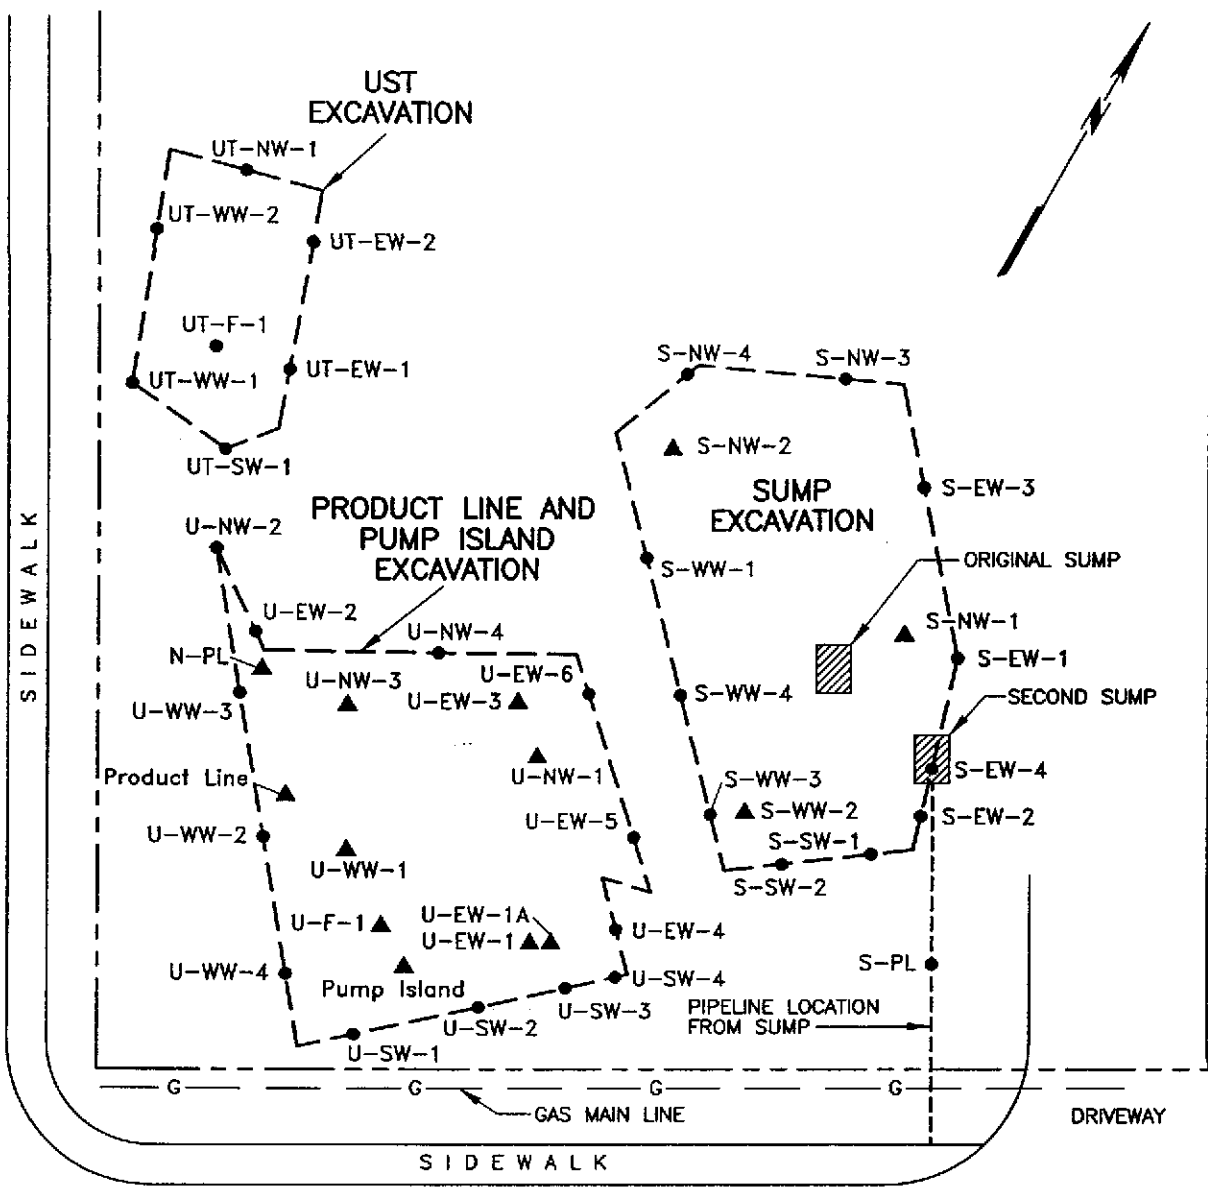 UST
EXCAVATION
UT-NW-1
UT-WW-2
UT-EW-2
UT-F-1
UT-WW-1
UT-EW-1
UT-SW-1
S-NW-4
S-NW-3
S-NW-2
SUMP
EXCAVATION
S-EW-3
PRODUCT LINE AND
PUMP ISLAND
EXCAVATION
U-NW-2
SIDEWALK
S-WW-1
ORIGINAL SUMP
U-EW-2
U-NW-4
S-NW-1
N-PL
U-NW-3
U-EW-6
U-EW-3
S-EW-1
U-WW-3
S-WW-4
SECOND SUMP
Product Line
U-NW-1
S-WW-3
S-EW-4
S-WW-2
S-EW-2
U-WW-2
U-EW-5
S-SW-1
U-WW-1
S-SW-2
U-F-1
U-EW-1A
U-EW-1
U-EW-4
U-WW-4
Pump Island
U-SW-4
S-PL
U-SW-3
PIPELINE LOCATION
FROM SUMP
U-SW-2
U-SW-1
G G G G
GAS MAIN LINE
DRIVEWAY
SIDEWALK